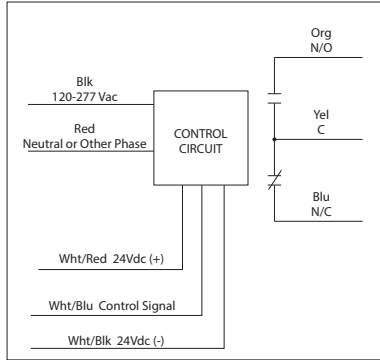 Org
N/O
Blk
120-277 Vac
Yel
C
Red
Neutral or Other Phase
CONTROL
CIRCUIT
Blu
N/C
Wht/Red 24Vdc (+)
Wht/Blu Control Signal
Wht/Blk 24Vdc (-)